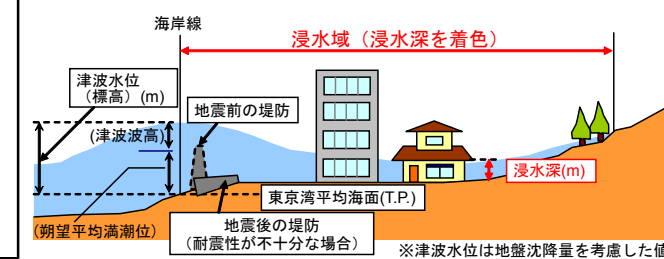 海岸線
浸水域（浸水深を着色）
津波水位
（標高）(m)
地震前の堤防
(津波波高)
浸水深(m)
東京湾平均海面(T.P.)
(朔望平均満潮位)
地震後の堤防
（耐震性が不十分な場合）
※津波水位は地盤沈降量を考慮した値